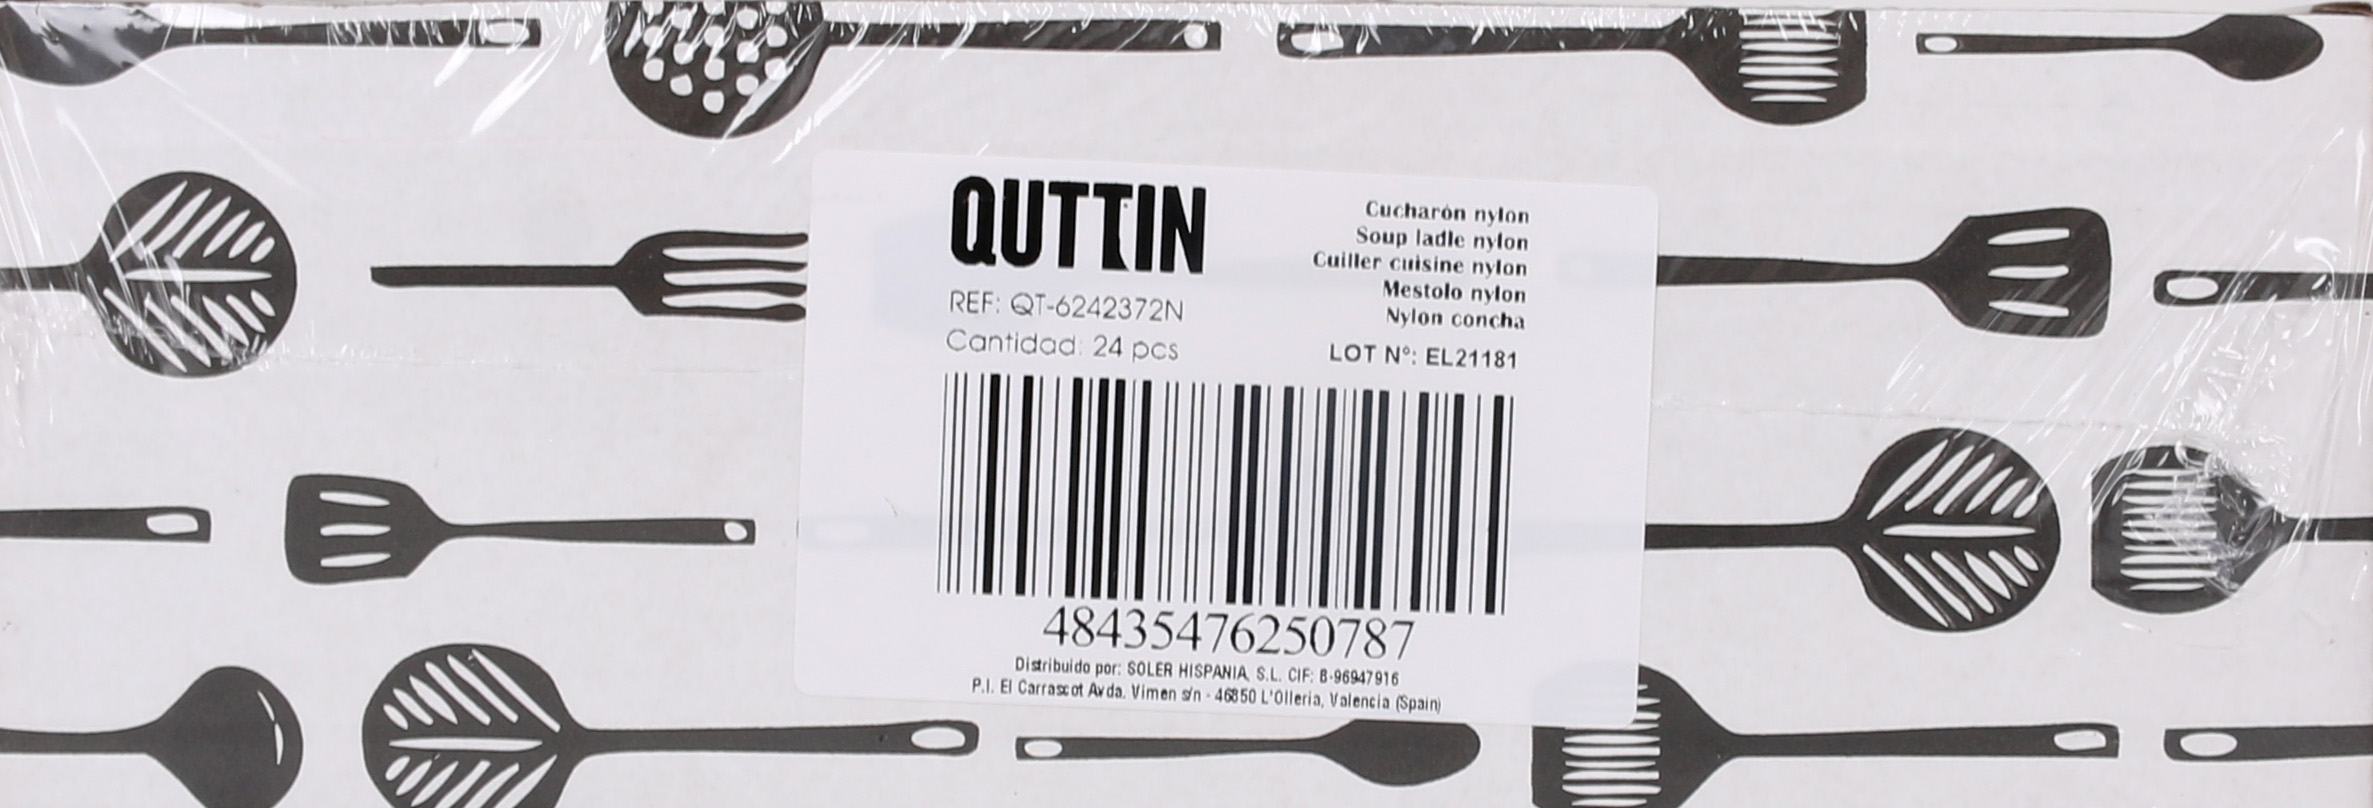 QUTTIN
REF: QT-6242372N
Cantidad: 24 pcs
Cucharón nylon
Soup ladle nylon
Cuiller cuisine nylon
Mestolo nylon
Nylon concha
LOT Nº: EL21181
48435476250787
Distribuido por: SOLER HISPANIA, S.L. CIF: B-96947916
P.I. El Carrascot Avda. Vimen s/n - 46850 L'Olleria, Valencia (Spain)